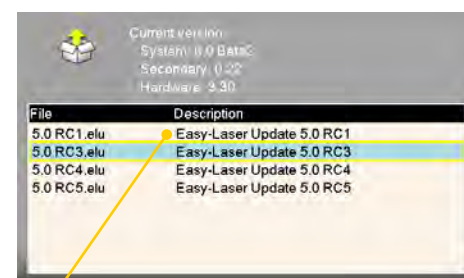 Current version
System: 6.0 Beta2
Secondary: 0.22
Hardware: 3.30
File Description
5.0 RC1.elu Easy-Laser Update 5.0 RC1
5.0 RC3.elu Easy-Laser Update 5.0 RC3
5.0 RC4.elu Easy-Laser Update 5.0 RC4
5.0 RC5.elu Easy-Laser Update 5.0 RC5